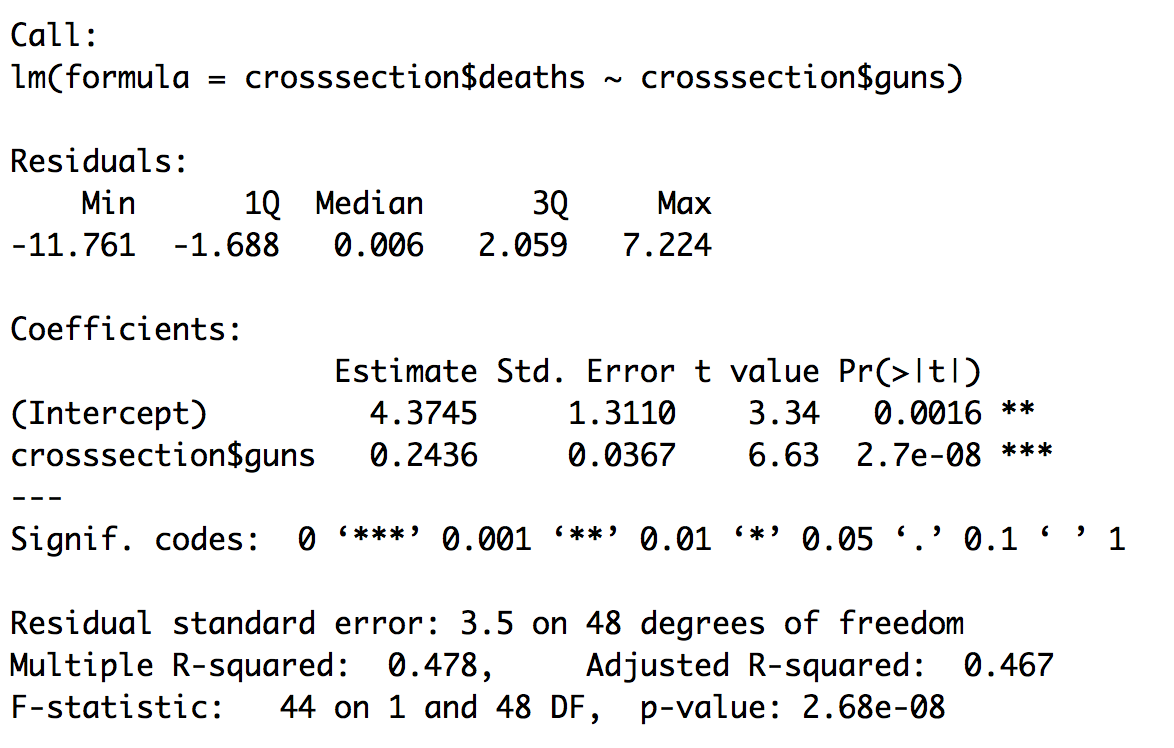 Call:
lm(formula = crosssection$deaths ~ crosssection$guns)
Residuals:
Min 1Q Median 3Q Max
-11.761 -1.688 0.006 2.059 7.224
Coefficients:
Estimate Std. Error t value Pr(>|t|)
(Intercept) 4.3745 1.3110 3.34 0.0016 **
crosssection$guns 0.2436 0.0367 6.63 2.7e-08 ***
---
Signif. codes: 0 ‘***’ 0.001 ‘**’ 0.01 ‘*’ 0.05 ‘.’ 0.1 ‘ ’ 1
Residual standard error: 3.5 on 48 degrees of freedom
Multiple R-squared: 0.478, Adjusted R-squared: 0.467
F-statistic: 44 on 1 and 48 DF, p-value: 2.68e-08